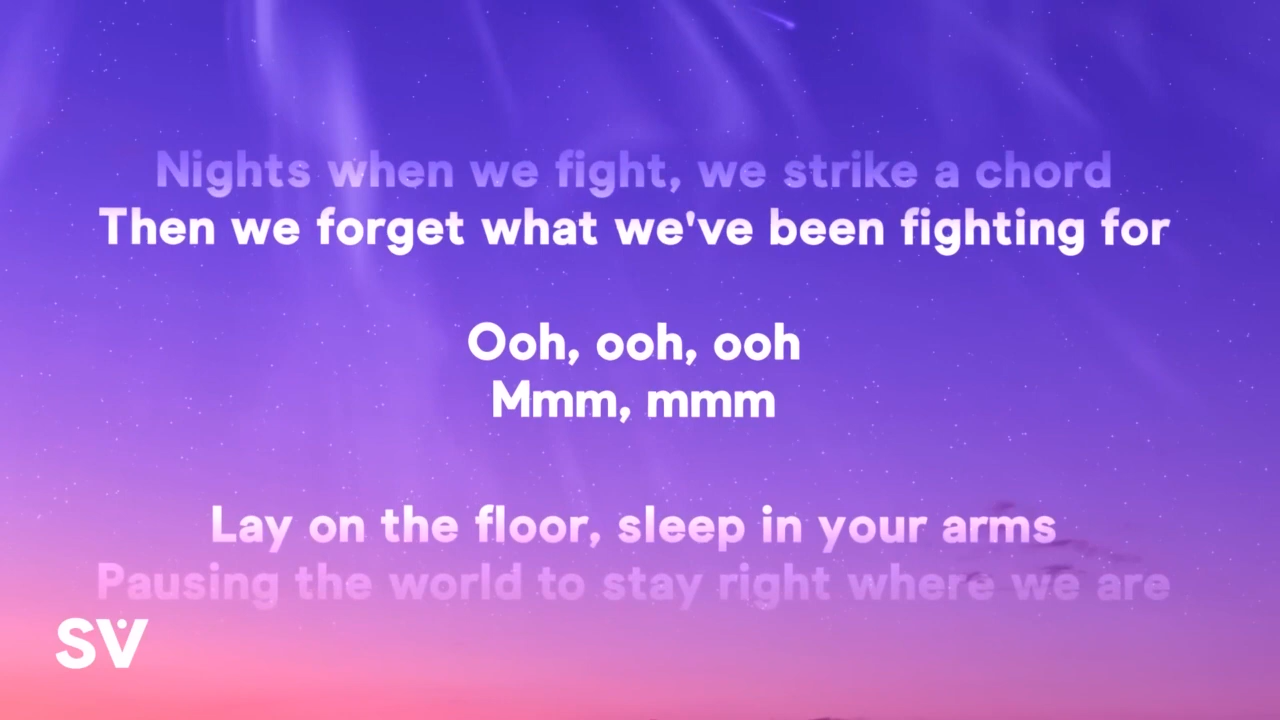 Nights when we fight, we strike a chord
Then we forget what we've been fighting for
Ooh, ooh, ooh
Mmm, mmm
Lay on the floor, sleep in your arms
Pausing the world to stay right where we are
SV